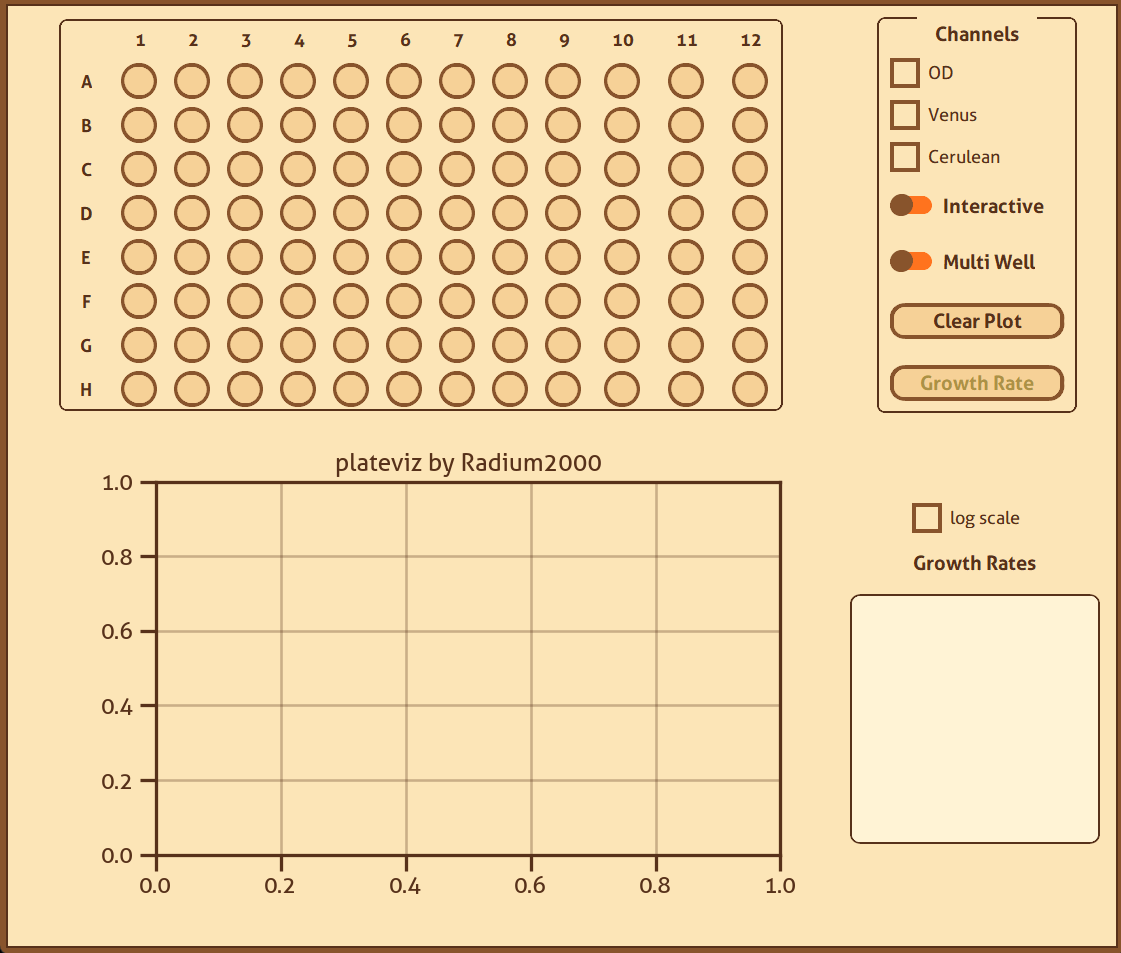 1 2 3 4 5 6 7 8 9 10 11 12
A
B
C
D
E
F
G
H
Channels
OD
Venus
Cerulean
Interactive
Multi Well
Clear Plot
Growth Rate
plateviz by Radium2000
1.0
0.8
0.6
0.4
0.2
0.0
0.0 0.2 0.4 0.6 0.8 1.0
log scale
Growth Rates